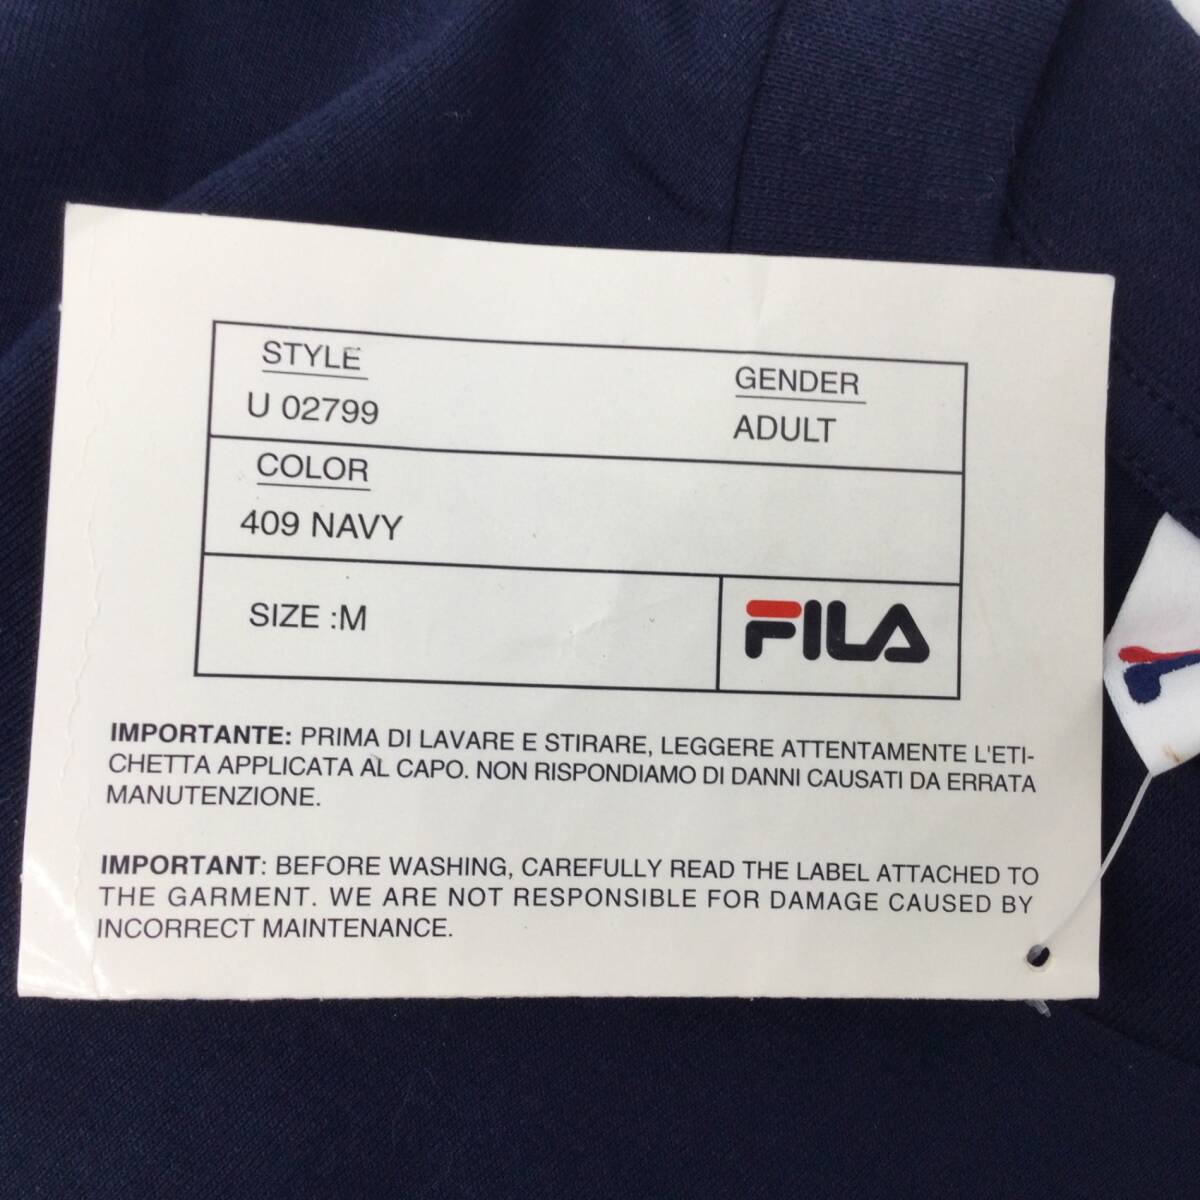 STYLE
U 02799
GENDER
ADULT
COLOR
409 NAVY
SIZE :M
FILA
IMPORTANTE: PRIMA DI LAVARE E STIRARE, LEGGERE ATTENTAMENTE L'ETI-
CHETTA APPLICATA AL CAPO. NON RISPONDIAMO DI DANNI CAUSATI DA ERRATA
MANUTENZIONE.
IMPORTANT: BEFORE WASHING, CAREFULLY READ THE LABEL ATTACHED TO
THE GARMENT. WE ARE NOT RESPONSIBLE FOR DAMAGE CAUSED BY
INCORRECT MAINTENANCE.